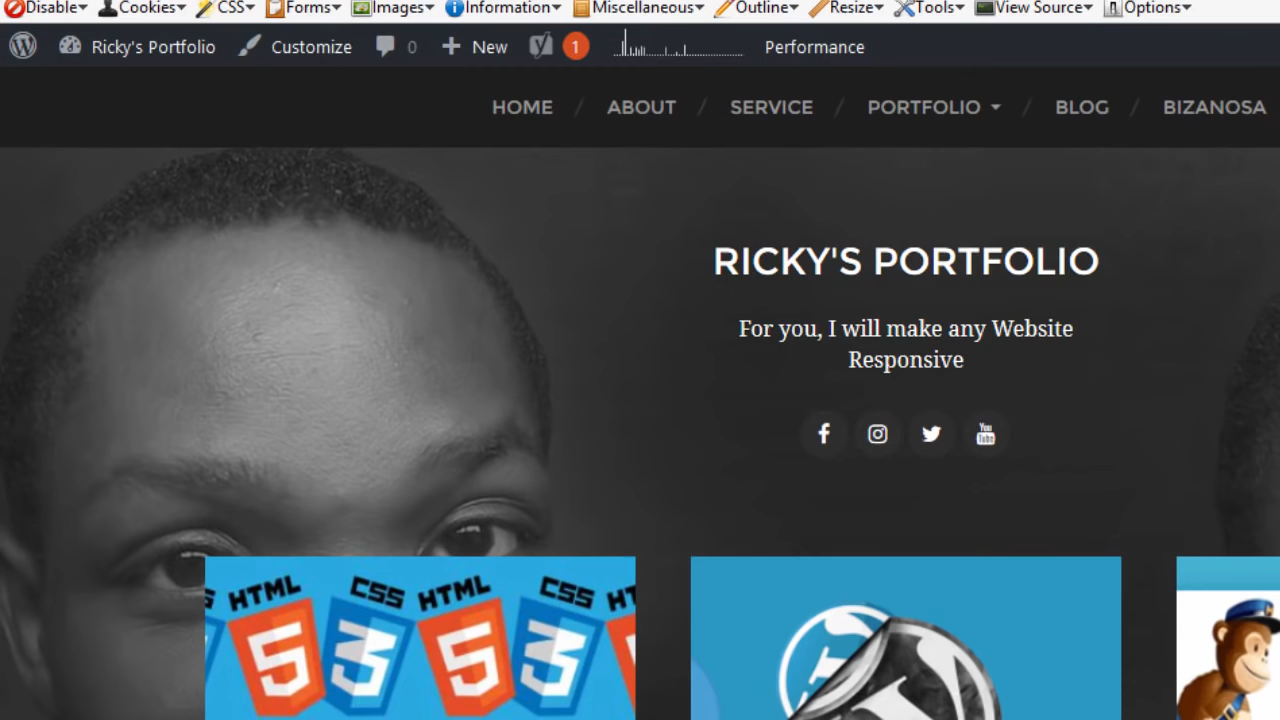 Disable Cookies CSS Forms Images Information Miscellaneous Outline Resize Tools View Source Options
Ricky's Portfolio Customize 0 New 1 Performance
HOME / ABOUT / SERVICE / PORTFOLIO / BLOG / BIZANOSA
RICKY'S PORTFOLIO
For you, I will make any Website
Responsive
You
Tube
HTML CSS HTML CSS HT
5 3 5 3